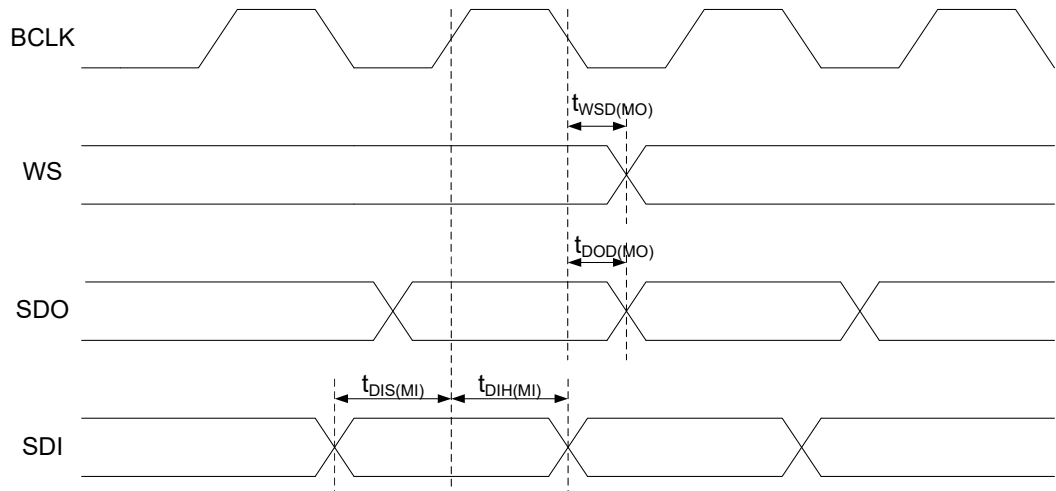 BCLK
tWSD(MO)
WS
tDOD(MO)
SDO
tDIS(MI) tDIH(MI)
SDI